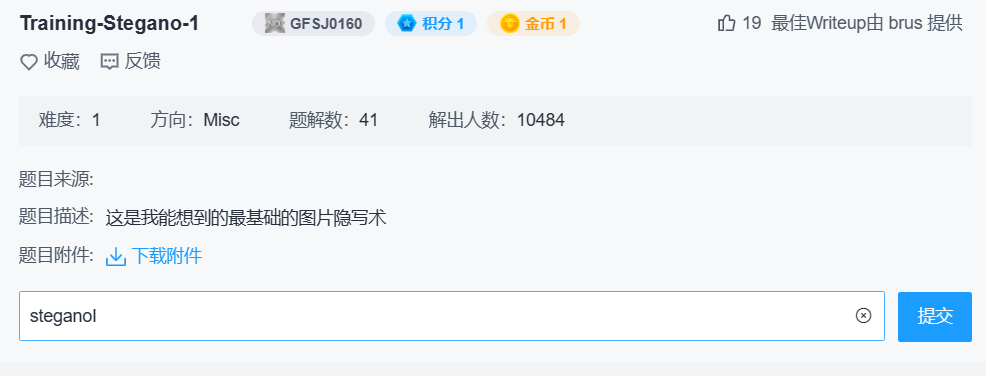 Training-Stegano-1 GFSJ0160 积分 1 金币 1 19 最佳Writeup由 brus 提供
收藏 反馈
难度：1 方向：Misc 题解数：41 解出人数：10484
题目来源:
题目描述: 这是我能想到的最基础的图片隐写术
题目附件: 下载附件
steganoI 提交